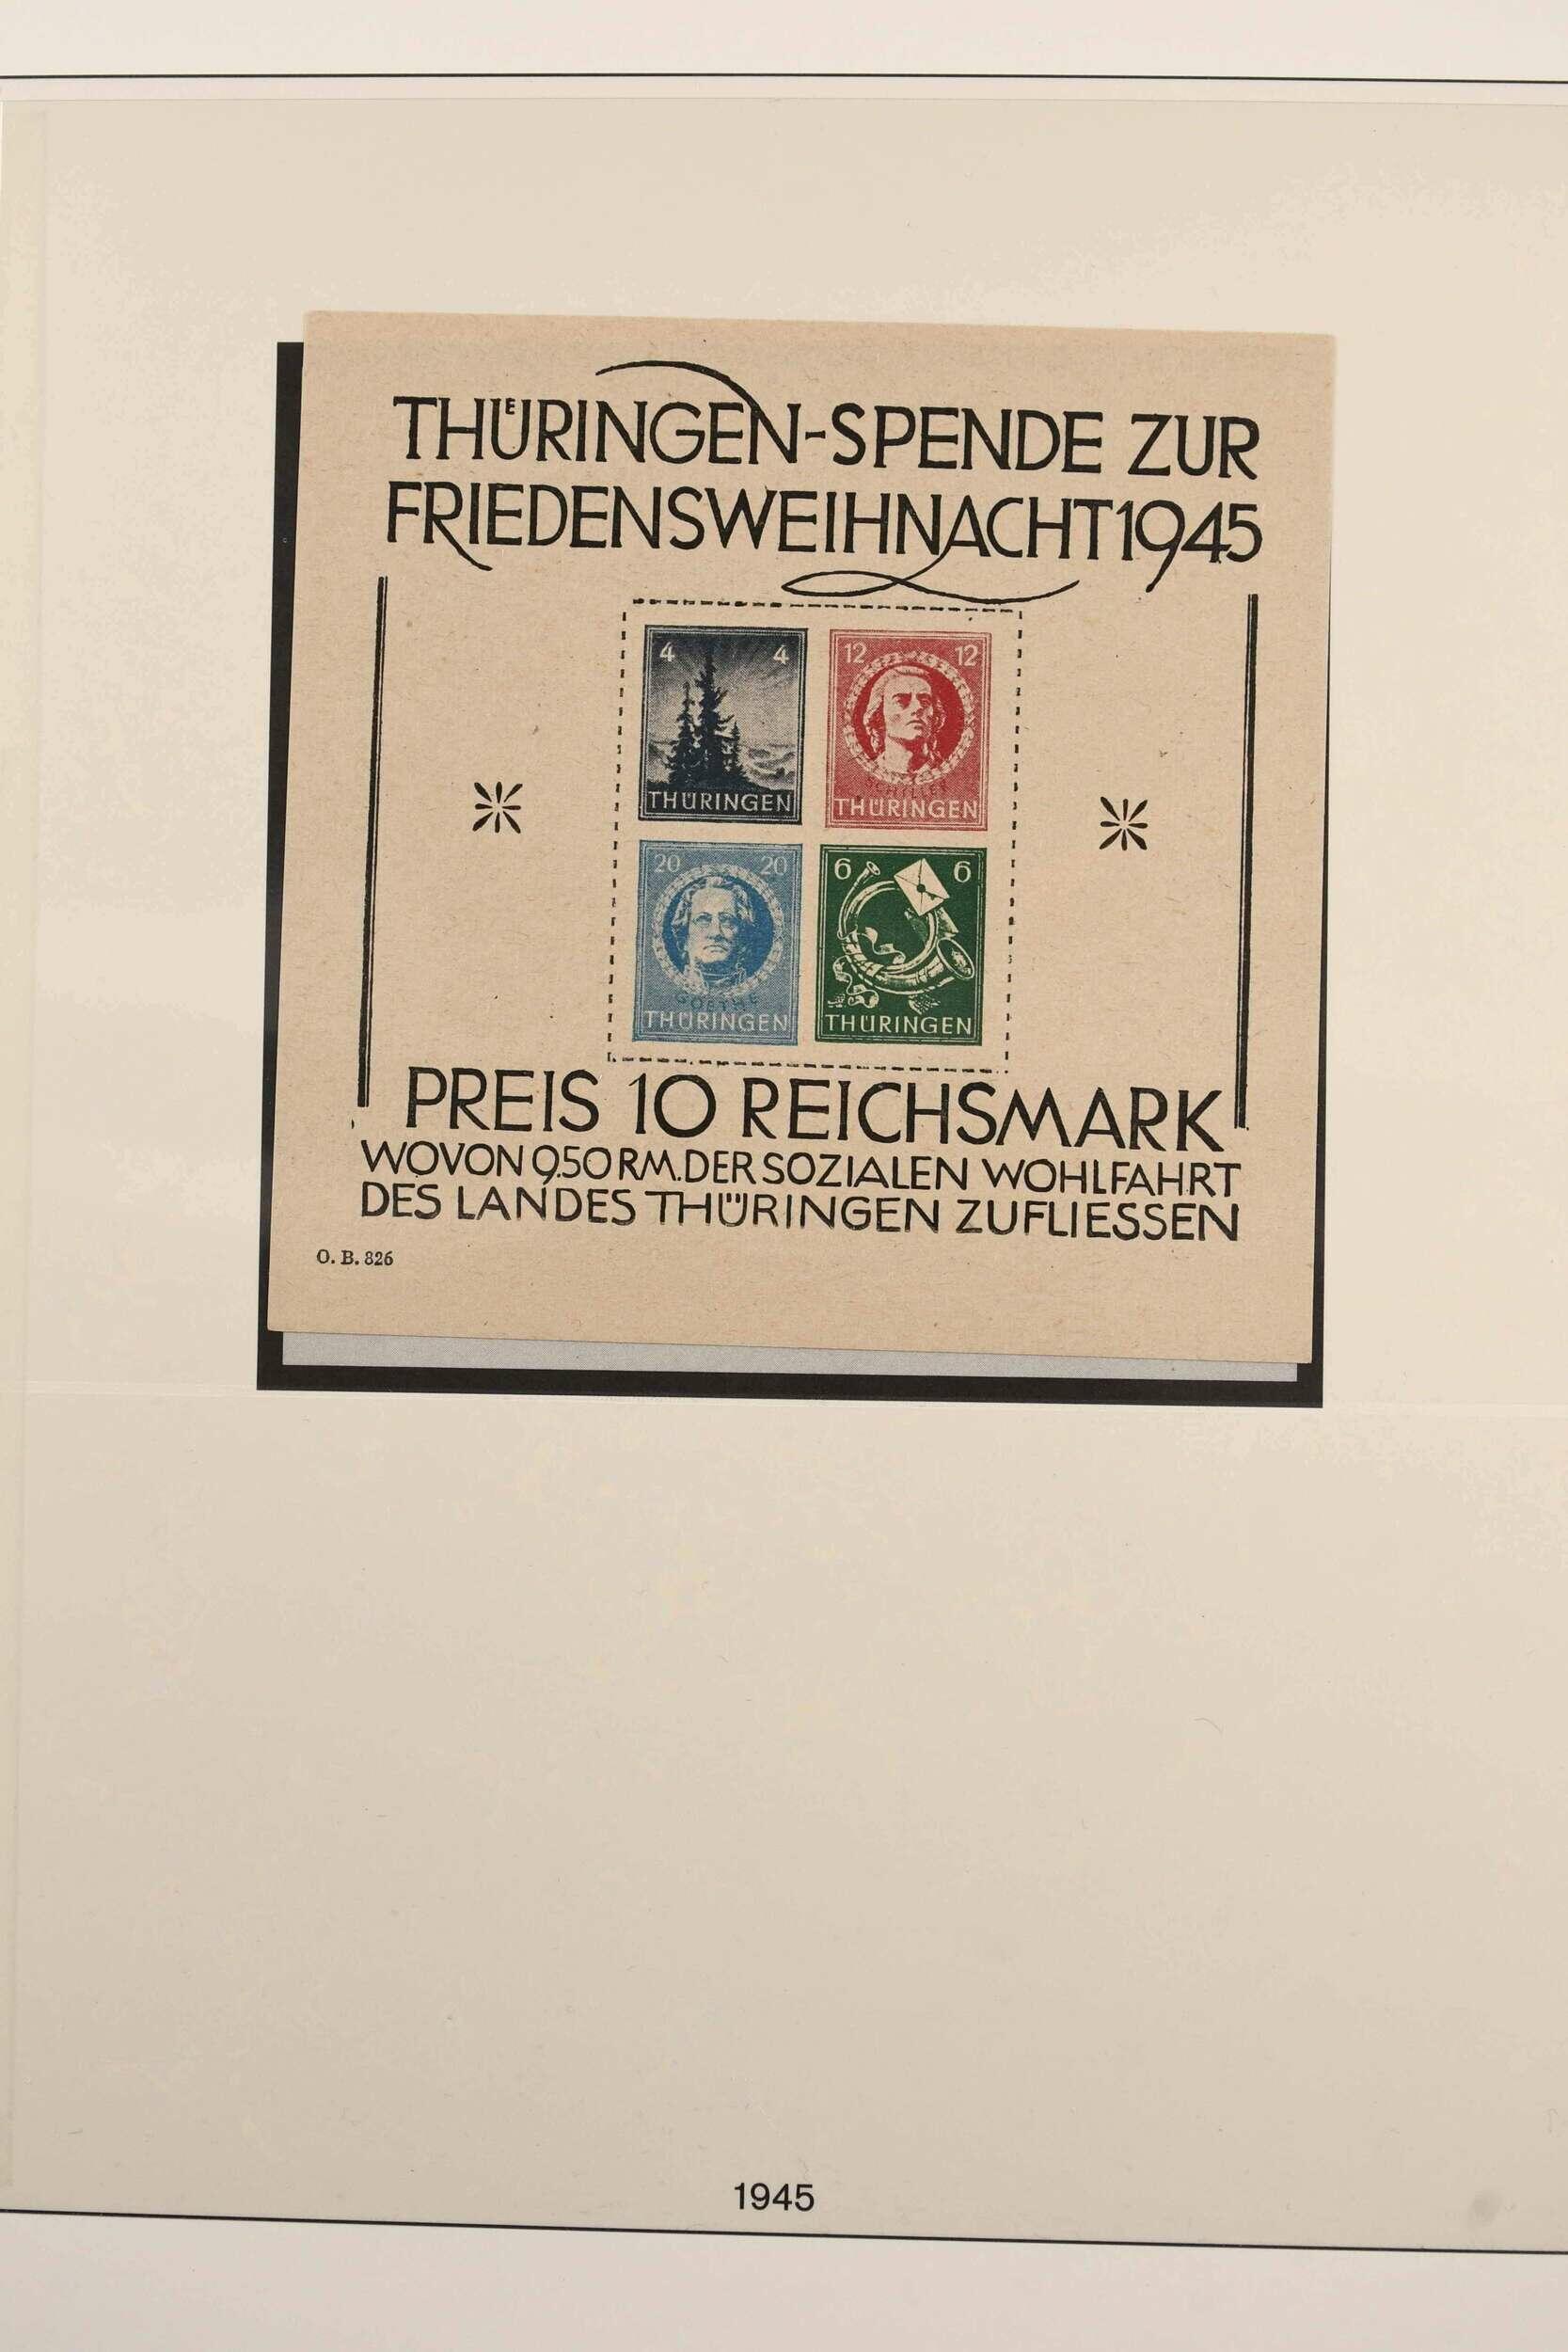 THÜRINGEN-SPENDE ZUR
FRIEDENSWEIHNACHT 1945
4 4
THÜRINGEN
12 12
SCHILLER
THÜRINGEN
20 20
GOETHE
THÜRINGEN
6 6
THÜRINGEN
PREIS 10 REICHSMARK
WOVON 9.50 RM. DER SOZIALEN WOHLFAHRT
DES LANDES THÜRINGEN ZUFLIESSEN
O. B. 826
1945